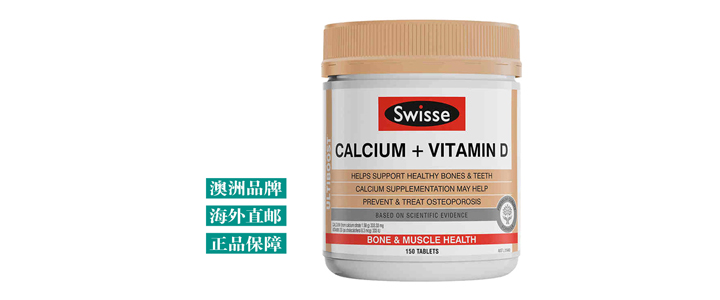 澳洲品牌
海外直邮
正品保障
Swisse
ULTIBOOST
CALCIUM + VITAMIN D
HELPS SUPPORT HEALTHY BONES & TEETH
CALCIUM SUPPLEMENTATION MAY HELP
PREVENT & TREAT OSTEOPOROSIS
BASED ON SCIENTIFIC EVIDENCE
BONE & MUSCLE HEALTH
150 TABLETS